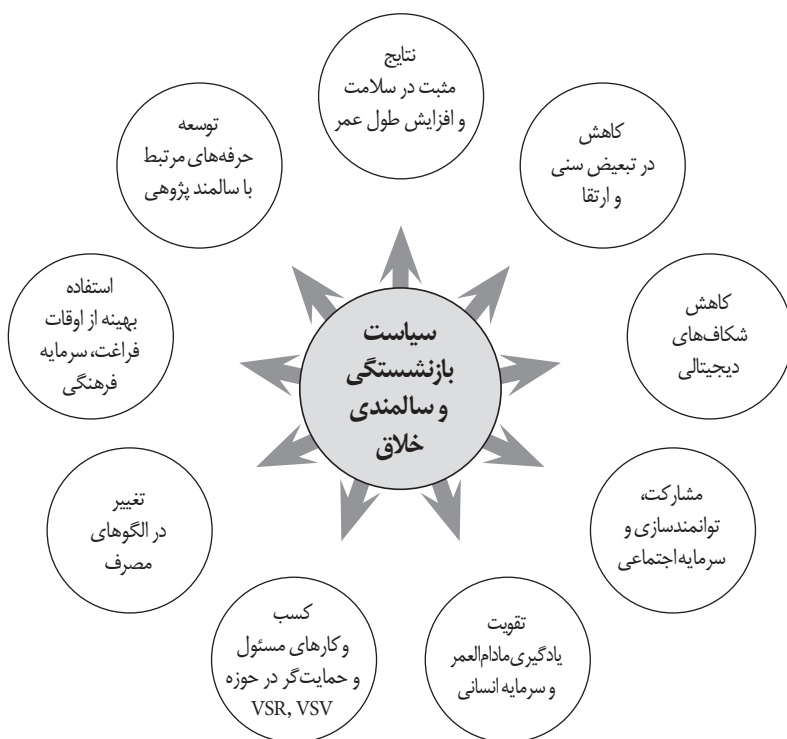 نتایج
مثبت در سلامت
و افزایش طول عمر
کاهش
در تبعیض سنی
و ارتقا
کاهش
شکاف‌های
دیجیتالی
مشارکت،
توانمندسازی و
سرمایه‌اجتماعی
تقویت
یادگیری‌مادام‌العمر
و سرمایه انسانی
کسب
و کارهای مسئول
و حمایت‌گر در حوزه
VSR, VSV
تغییر
در الگوهای
مصرف
استفاده
بهینه از اوقات
فراغت، سرمایه
فرهنگی
توسعه
حرفه‌های مرتبط
با سالمند پژوهی
سیاست
بازنشستگی
و سالمندی
خلاق